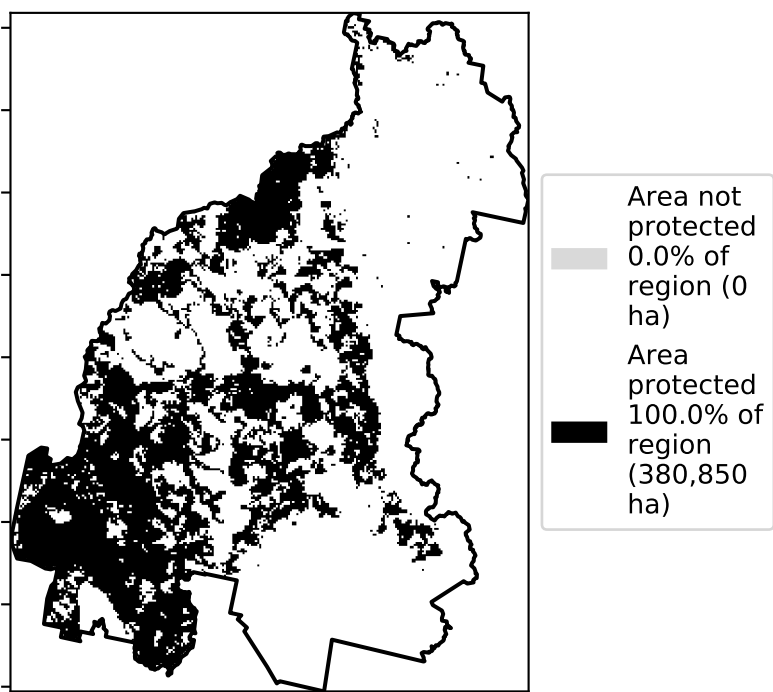 Area not
protected
0.0% of
region (0
ha)
Area
protected
100.0% of
region
(380,850
ha)